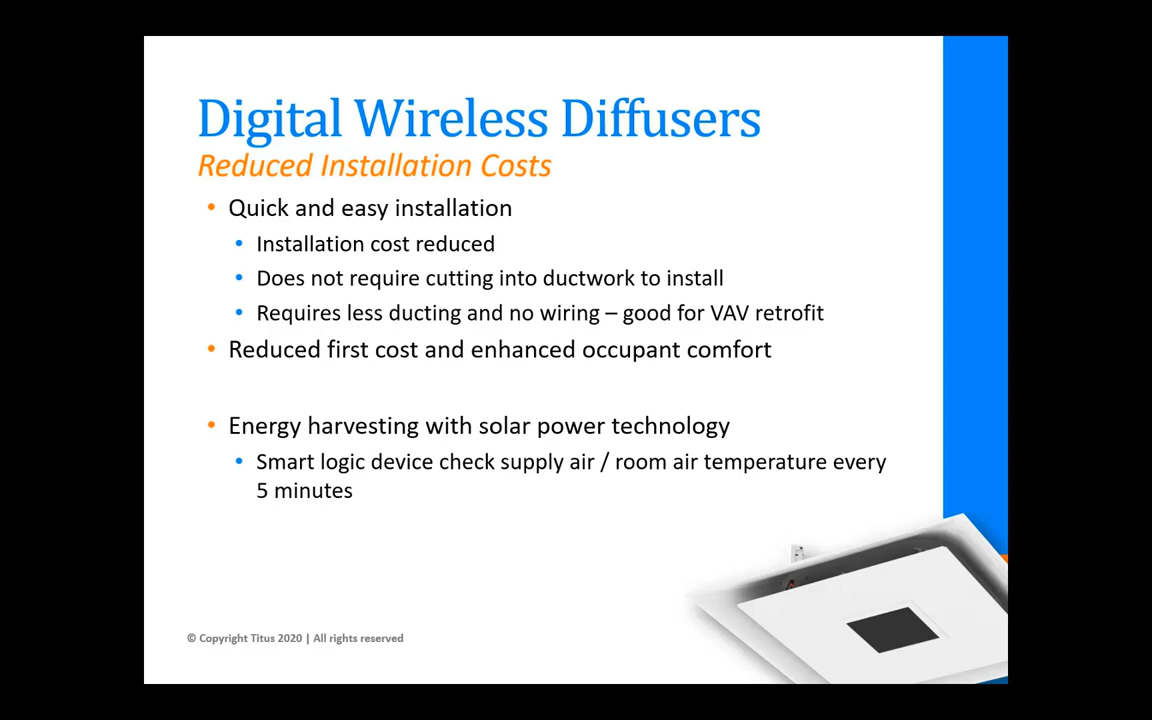 Digital Wireless Diffusers
Reduced Installation Costs
• Quick and easy installation
• Installation cost reduced
• Does not require cutting into ductwork to install
• Requires less ducting and no wiring – good for VAV retrofit
• Reduced first cost and enhanced occupant comfort
• Energy harvesting with solar power technology
• Smart logic device check supply air / room air temperature every
5 minutes
© Copyright Titus 2020 | All rights reserved